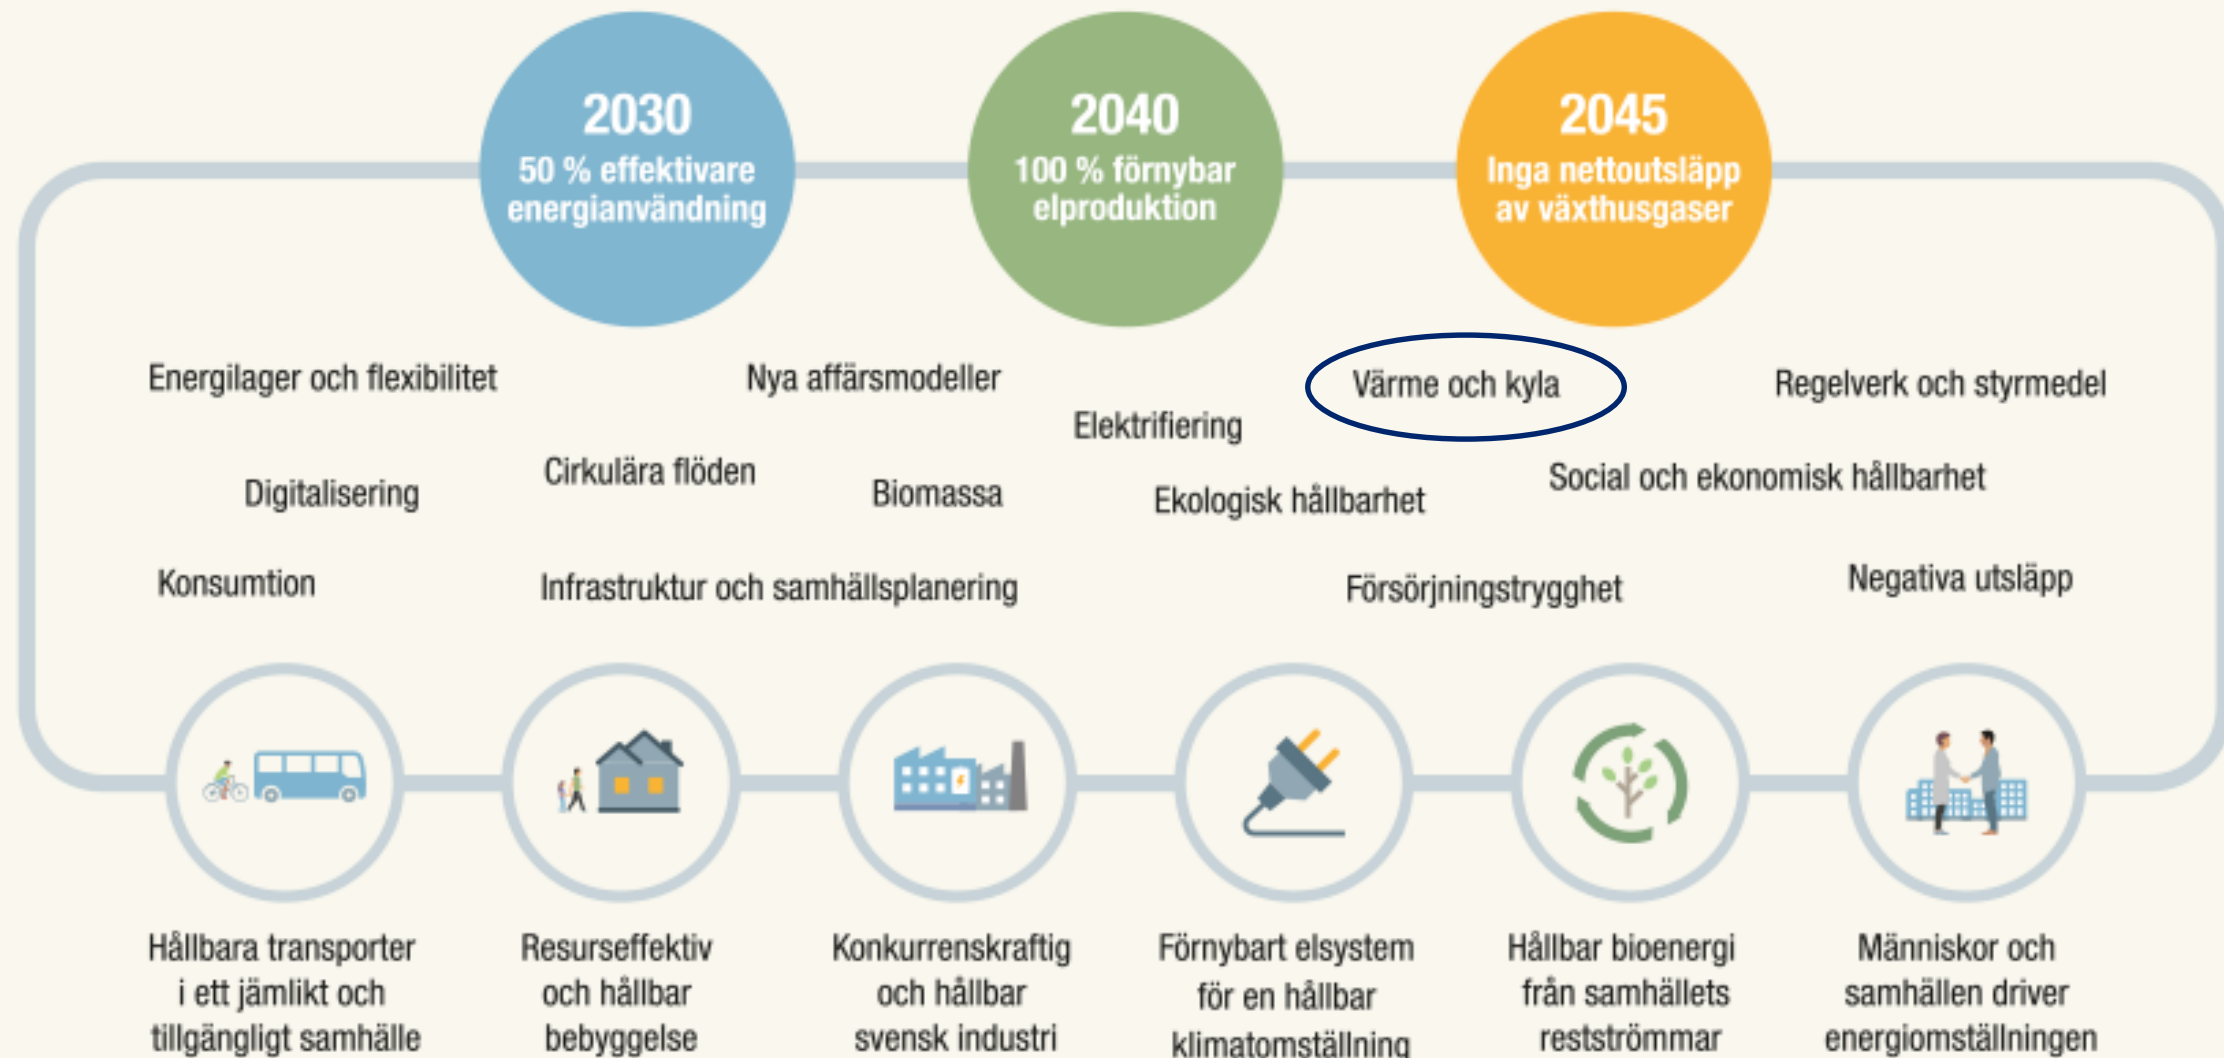 2030
50 % effektivare
energianvändning
2040
100 % förnybar
elproduktion
2045
Inga nettoutsläpp
av växthusgaser
Energilager och flexibilitet
Nya affärsmodeller
Värme och kyla
Regelverk och styrmedel
Elektrifiering
Cirkulära flöden
Social och ekonomisk hållbarhet
Digitalisering
Biomassa
Ekologisk hållbarhet
Konsumtion
Infrastruktur och samhällsplanering
Försörjningstrygghet
Negativa utsläpp
Hållbara transporter
i ett jämlikt och
tillgängligt samhälle
Resurseffektiv
och hållbar
bebyggelse
Konkurrenskraftig
och hållbar
svensk industri
Förnybart elsystem
för en hållbar
klimatomställning
Hållbar bioenergi
från samhällets
restströmmar
Människor och
samhällen driver
energiomställningen